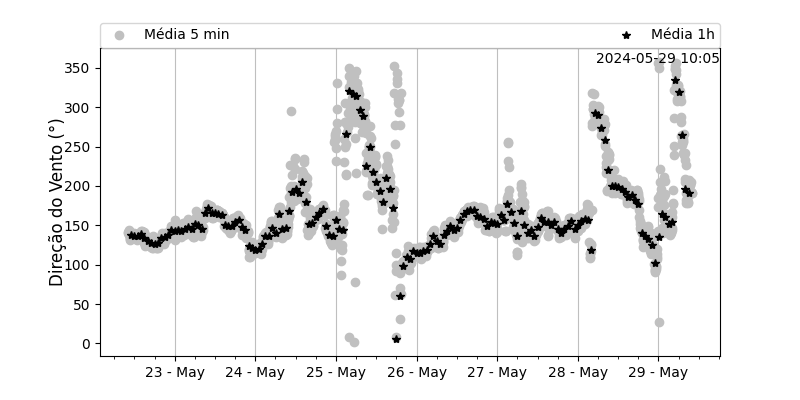 Média 5 min
Média 1h
2024-05-29 10:05
Direção do Vento (°)
350
300
250
200
150
100
50
0
23 - May
24 - May
25 - May
26 - May
27 - May
28 - May
29 - May